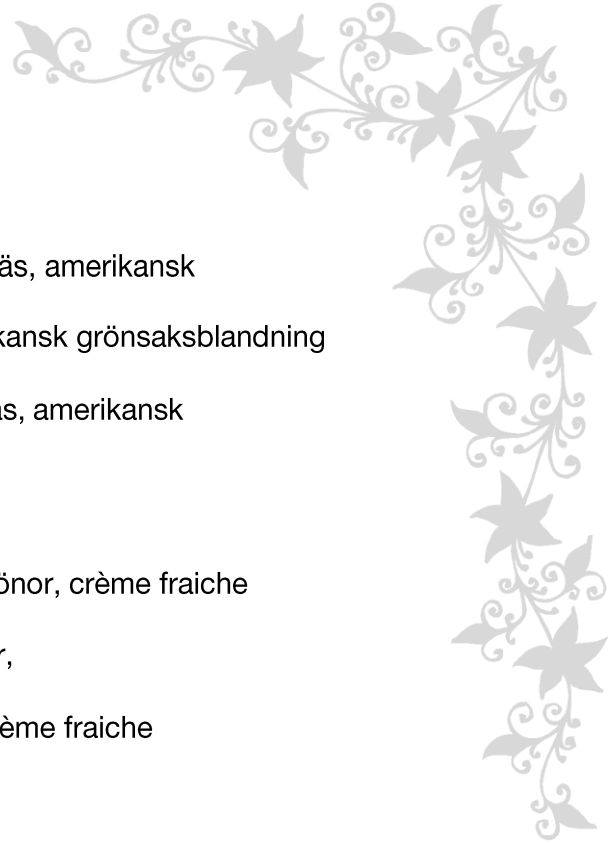 äs, amerikansk
kansk grönsaksblandning
as, amerikansk
önor, crème fraiche
r,
ème fraiche